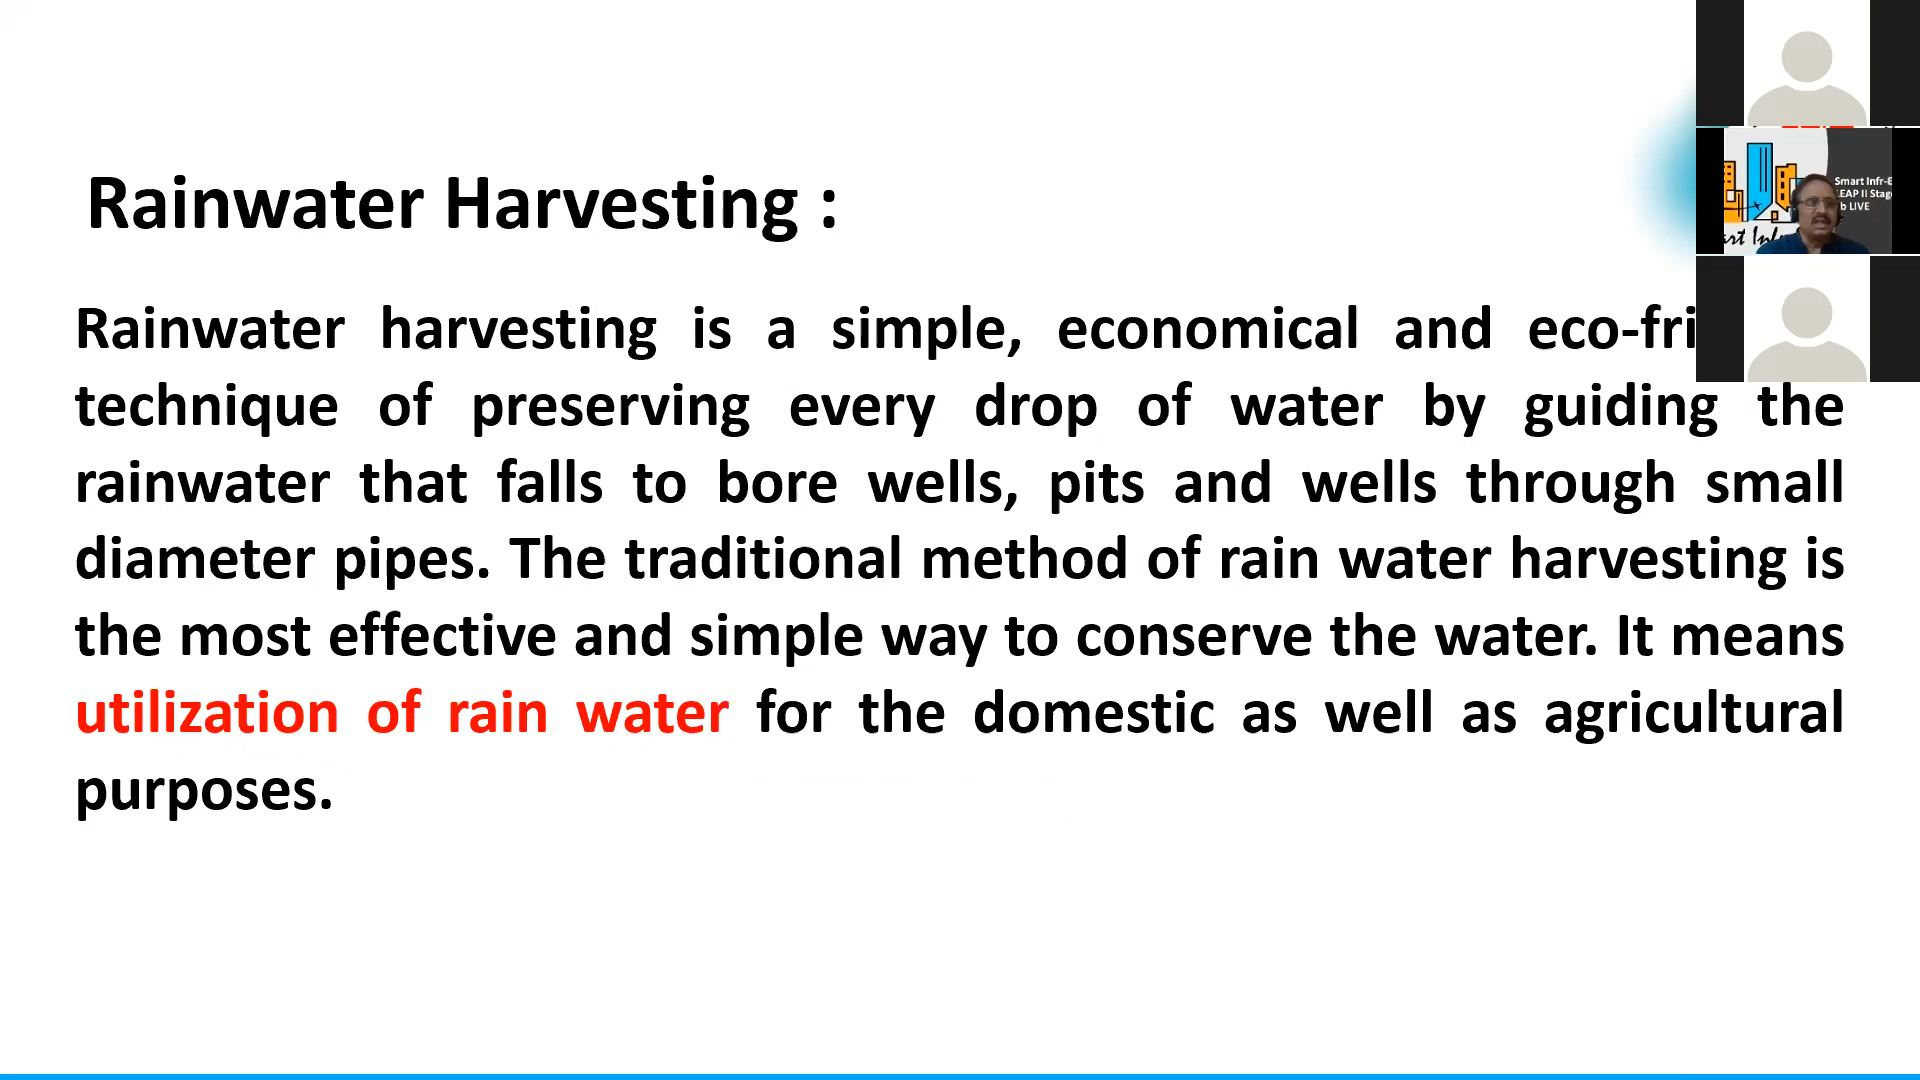 Rainwater Harvesting :
Rainwater harvesting is a simple, economical and
technique of preserving every drop of water by guiding the
rainwater that falls to bore wells, pits and wells through small
diameter pipes. The traditional method of rain water harvesting is
the most effective and simple way to conserve the water. It means
utilization of rain water for the domestic as well as agricultural
purposes.
Smart
II
LIVE